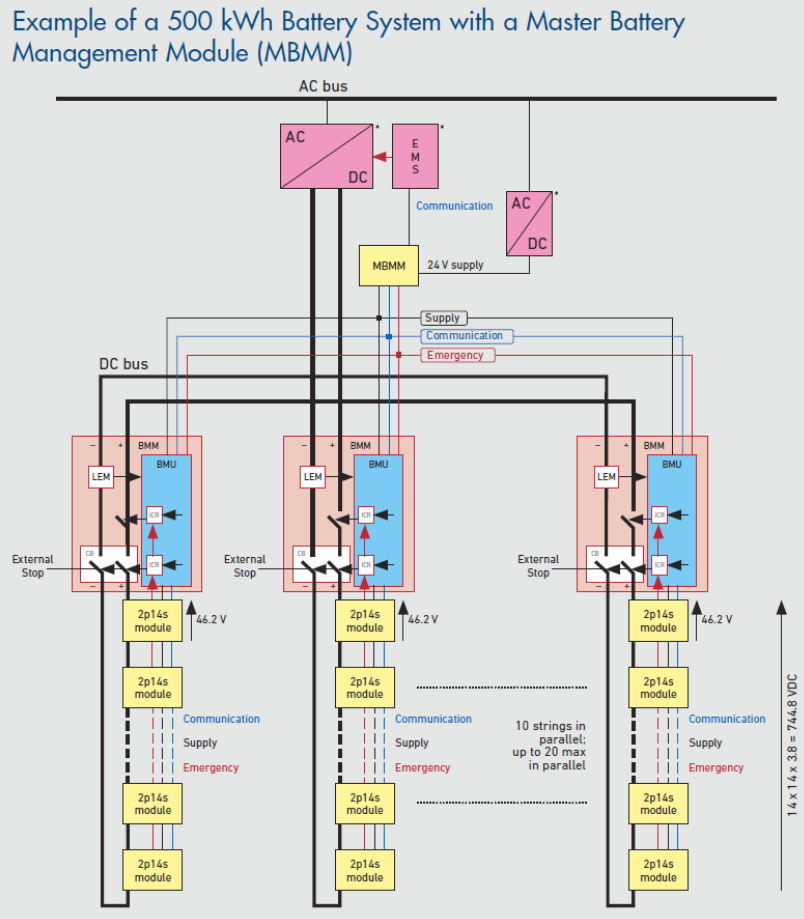 Example of a 500 kWh Battery System with a Master Battery
Management Module (MBMM)
AC bus
AC
DC
*
E
M
S
*
Communication
AC
DC
*
MBMM
24 V supply
Supply
Communication
Emergency
DC bus
– + BMM
BMU
LEM
ICR
CB
ICR
– +
External
Stop
– + BMM
BMU
LEM
ICR
CB
ICR
– +
External
Stop
– + BMM
BMU
LEM
ICR
CB
ICR
– +
External
Stop
2p14s
module
46.2 V
2p14s
module
46.2 V
2p14s
module
46.2 V
2p14s
module
2p14s
module
2p14s
module
Communication
Supply
Emergency
Communication
Supply
Emergency
10 strings in
parallel;
up to 20 max
in parallel
Communication
Supply
Emergency
2p14s
module
2p14s
module
2p14s
module
2p14s
module
2p14s
module
2p14s
module
14 x 14 x 3.8 = 744.8 VDC